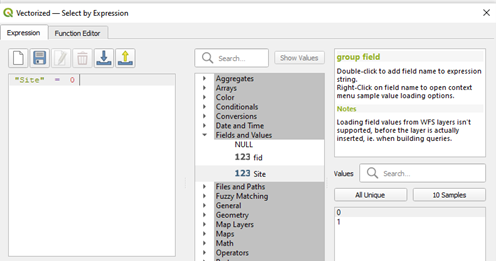 Vectorized — Select by Expression
Expression
Function Editor
"Site" = 0
Search...
Show Values
Aggregates
Arrays
Color
Conditionals
Conversions
Date and Time
Fields and Values
NULL
123 fid
123 Site
Files and Paths
Fuzzy Matching
General
Geometry
Map Layers
Maps
Math
Operators
group field
Double-click to add field name to expression
string.
Right-Click on field name to open context
menu sample value loading options.
Notes
Loading field values from WFS layers isn't
supported, before the layer is actually
inserted, ie. when building queries.
Values
Search...
All Unique
10 Samples
0
1